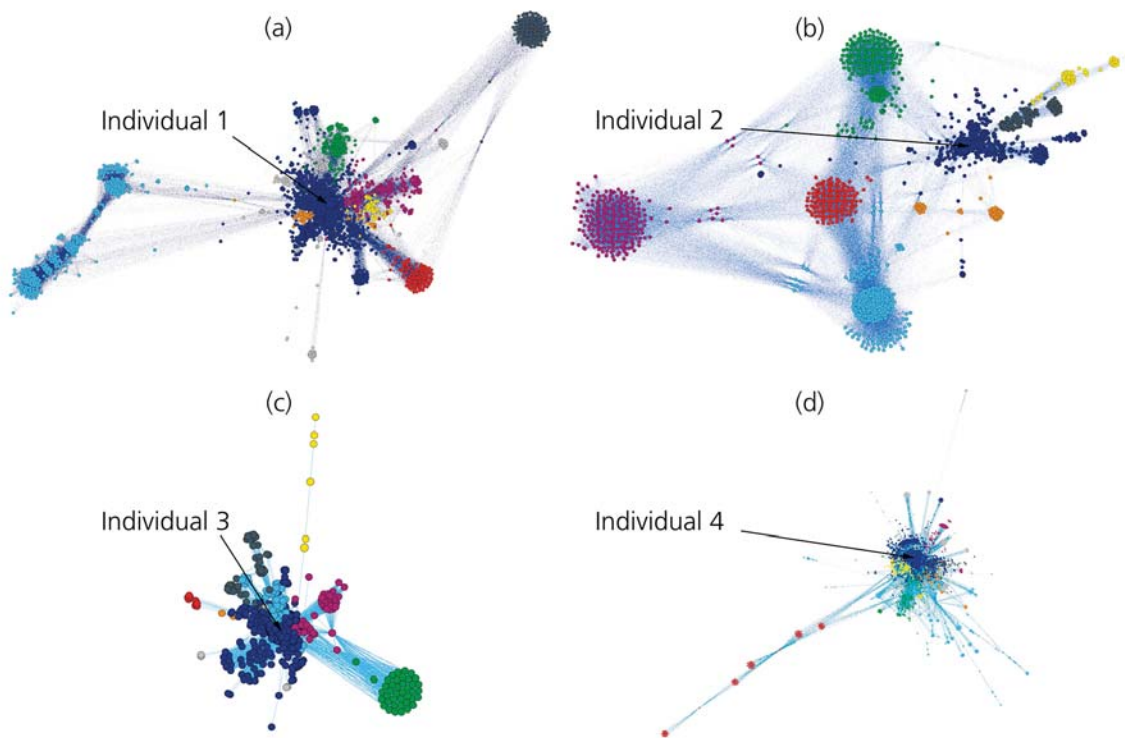 (a)
(b)
Individual 1
Individual 2
(c)
(d)
Individual 3
Individual 4